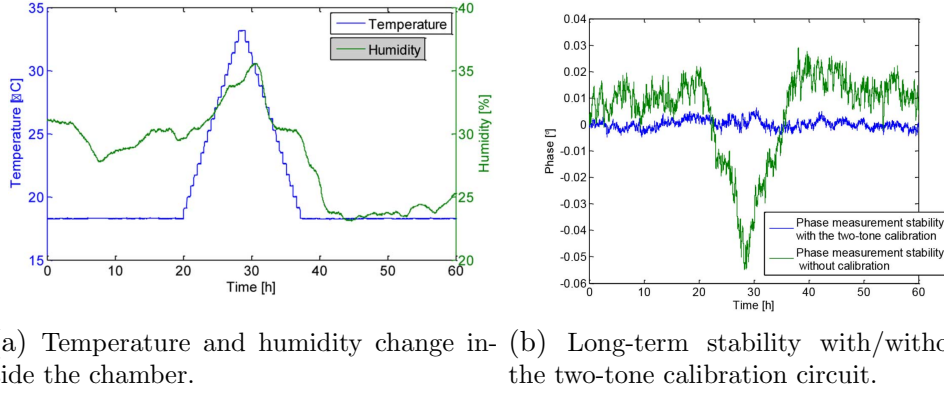 35
30
25
20
15
Temperature [°C]
0
10
20
30
40
50
60
Time [h]
40
35
30
25
20
Humidity [%]
Temperature
Humidity
0.04
0.03
0.02
0.01
0
-0.01
-0.02
-0.03
-0.04
-0.05
-0.06
Phase [°]
0
10
20
30
40
50
60
Time [h]
Phase measurement stability
with the two-tone calibration
Phase measurement stability
without calibration
a) Temperature and humidity change in-
ide the chamber.
(b) Long-term stability with/witho
the two-tone calibration circuit.